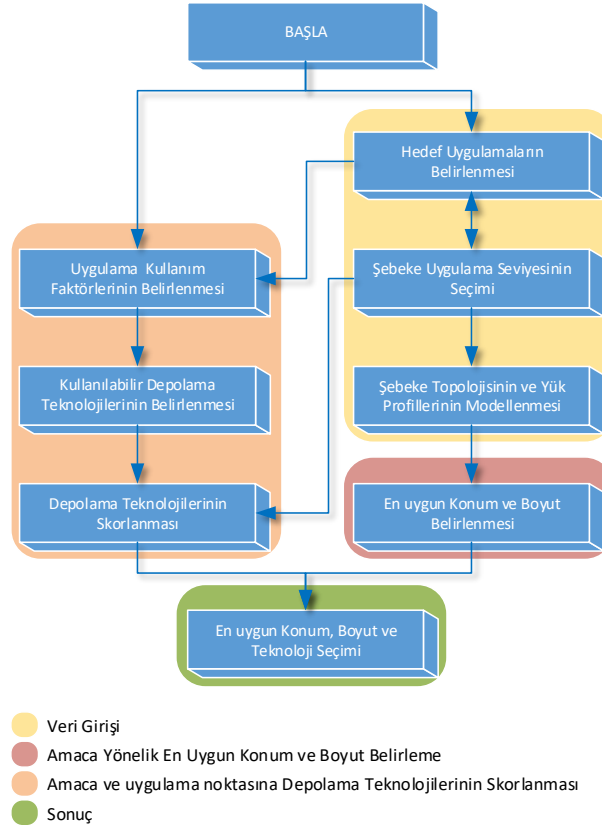 BAŞLA
Hedef Uygulamaların
Belirlenmesi
Uygulama Kullanım
Faktörlerinin Belirlenmesi
Şebeke Uygulama Seviyesinin
Seçimi
Kullanılabilir Depolama
Teknolojilerinin Belirlenmesi
Şebeke Topolojisinin ve Yük
Profillerinin Modellenmesi
Depolama Teknolojilerinin
Skorlanması
En uygun Konum ve Boyut
Belirlenmesi
En uygun Konum, Boyut ve
Teknoloji Seçimi
Veri Girişi
Amaca Yönelik En Uygun Konum ve Boyut Belirleme
Amaca ve uygulama noktasına Depolama Teknolojilerinin Skorlanması
Sonuç